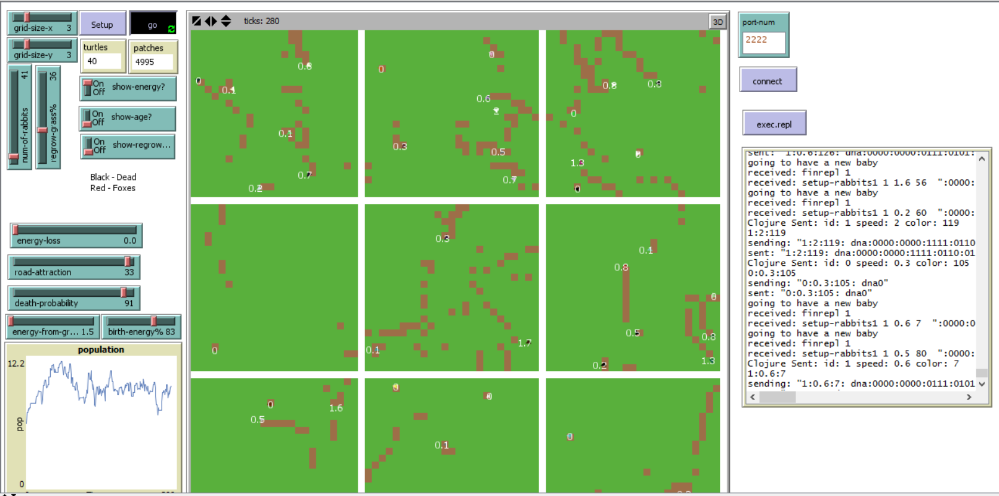 grid-size-x 3
Setup
go
ticks: 280
3D
port-num
2222
grid-size-y 3
turtles
40
patches
4995
connect
num-of-rabbits 41
regrow-grass% 36
On
Off
show-energy?
On
Off
show-age?
On
Off
show-regrow...
exec.repl
Black - Dead
Red - Foxes
energy-loss 0.0
road-attraction 33
death-probability 91
energy-from-gr... 1.5
birth-energy% 83
population
12.2
pop
0
0.8
0
0.1
0.1
0.7
0.2
0
0
0.6
0.3
0.5
0.7
0.8
0.8
0
1.3
0
0
0.3
0.1
1.7
0.1
0.8
0
0.5
0.8
0.2
1.3
0
1.6
0.5
0
0
0.1
0
sent: "1:0.6:126: dna:0000:0000:0111:0101:
going to have a new baby
received: finrepl 1
received: setup-rabbits1 1 1.6 56 ":0000:
going to have a new baby
received: finrepl 1
received: setup-rabbits1 1 0.2 60 ":0000:
Clojure Sent: id: 1 speed: 2 color: 119
1:2:119
sending: "1:2:119: dna:0000:0000:1111:0110
sent: "1:2:119: dna:0000:0000:1111:0110:01
Clojure Sent: id: 0 speed: 0.3 color: 105
0:0.3:105
sending: "0:0.3:105: dna0"
sent: "0:0.3:105: dna0"
going to have a new baby
received: finrepl 1
received: setup-rabbits1 1 0.6 7 ":0000:0
going to have a new baby
received: finrepl 1
received: setup-rabbits1 1 0.5 80 ":0000:
Clojure Sent: id: 1 speed: 0.6 color: 7
1:0.6:7
sending: "1:0.6:7: dna:0000:0000:0111:0101